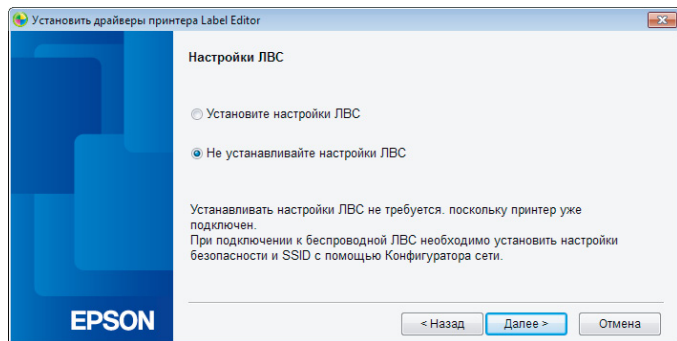 Установить драйверы принтера Label Editor
Настройки ЛВС
Установите настройки ЛВС
Не устанавливайте настройки ЛВС
Устанавливать настройки ЛВС не требуется. поскольку принтер уже
подключен.
При подключении к беспроводной ЛВС необходимо установить настройки
безопасности и SSID с помощью Конфигуратора сети.
EPSON
< Назад
Далее >
Отмена